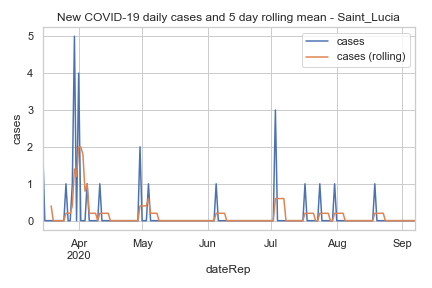 New COVID-19 daily cases and 5 day rolling mean - Saint_Lucia
cases
cases (rolling)
5
4
3
2
1
0
cases
Apr
2020
May
Jun
Jul
Aug
Sep
dateRep